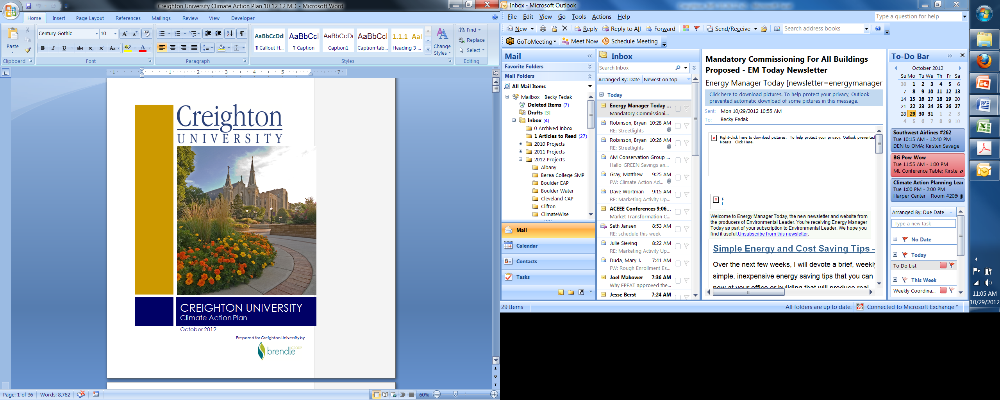 Creighton University Climate Action Plan 10 12 12 MD - Microsoft Word
Home Insert Page Layout References Mailings Review View Developer
Paste
Clipboard
Century Gothic 10
B I U abc X₂ X² Aa A
Font
Paragraph
AaBbCcDdI AaBbCcI AaBbCcDc AaBbCcI 1.1.1 AaI
¶ Callout H... ¶ Caption Caption1 Caption-tab... Heading 3 ...
Styles
Change
Styles
Find
Replace
Select
Editing
1 1 2 3 4 5 7
Creighton
UNIVERSITY
CREIGHTON UNIVERSITY
Climate Action Plan
October 2012
Prepared for Creighton University by
brendle GROUP
Page: 1 of 36 Words: 8,762 60%
Inbox - Microsoft Outlook
File Edit View Go Tools Actions Help Type a question for help
New Reply Reply to All Forward Send/Receive Search address books
GoToMeeting Meet Now Schedule Meeting
Mail
Favorite Folders
Mail Folders
All Mail Items
Mailbox - Becky Fedak
Deleted Items (7)
Drafts [3]
Inbox (4)
0 Archived Inbox
1 Articles to Read (27)
2010 Projects
2011 Projects
2012 Projects
Albany
Berea College SMP
Boulder EAP
Boulder Water
Cleveland CAP
Clifton
ClimateWise
Mail
Calendar
Contacts
Tasks
29 Items
Inbox
Search Inbox
Arranged By: Date Newest on top
Today
Energy Manager Today ...
Mandatory Commissioni...
Robinson, Bryan 10:28 AM
RE: Streetlights
Robinson, Bryan 10:26 AM
RE: Streetlights
AM Conservation Group ...
Hallo-GREEN Savings an...
Gray, Matthew 9:25 AM
FW: Climate Action Ad...
Dave Wortman 9:15 AM
RE: Marketing Activity Up...
ACEEE Conferences 9:06...
Market Transformation C...
Seth Jansen 8:53 AM
RE: schedule this week
Julie Sieving 8:22 AM
RE: Marketing Activity Up...
Duda, Mary J. 7:41 AM
FW: Rough Enrollment Es...
Joel Makower 7:36 AM
Why EPEAT approved the...
Jesse Berst 7:24 AM
Mandatory Commissioning For All Buildings
Proposed - EM Today Newsletter
Energy Manager Today [newsletter=energymanager
Click here to download pictures. To help protect your privacy, Outlook
prevented automatic download of some pictures in this message.
Sent: Mon 10/29/2012 10:55 AM
To: Becky Fedak
Right-click here to download pictures. To help protect your privacy, Outlook prevented
Noesis - Click Here.
Welcome to Energy Manager Today, the new newsletter and website from
the producers of Environmental Leader. You're receiving Energy Manager
Today as part of your subscription to Environmental Leader. We hope you
find it useful.Unsubscribe from this newsletter.
Simple Energy and Cost Saving Tips –
Over the next few weeks, I will devote a brief, weekly
simple, inexpensive energy saving tips that you can
now at your office or building that will produce real
To-Do Bar
October 2012
Su Mo Tu We Th Fr Sa
30 1 2 3 4 5 6
7 8 9 10 11 12 13
14 15 16 17 18 19 20
21 22 23 24 25 26 27
28 29 30 31 1 2 3
4 5 6 7 8 9 10
Southwest Airlines #262
Tue 10:15 AM - 12:40 PM
DEN to OMA; Kirsten Savage
BG Pow-Wow
Tue 11:55 AM - 1:00 PM
ML Conference Table; Kirste
Climate Action Planning Lea
Tue 1:00 PM - 2:00 PM
Harper Center - Room #206
Arranged By: Due Date
Type a new task
No Date
Today
To Do List
This Week
Weekly Coordina...
All folders are up to date. Connected to Microsoft Exchange
11:05 AM
10/29/2012